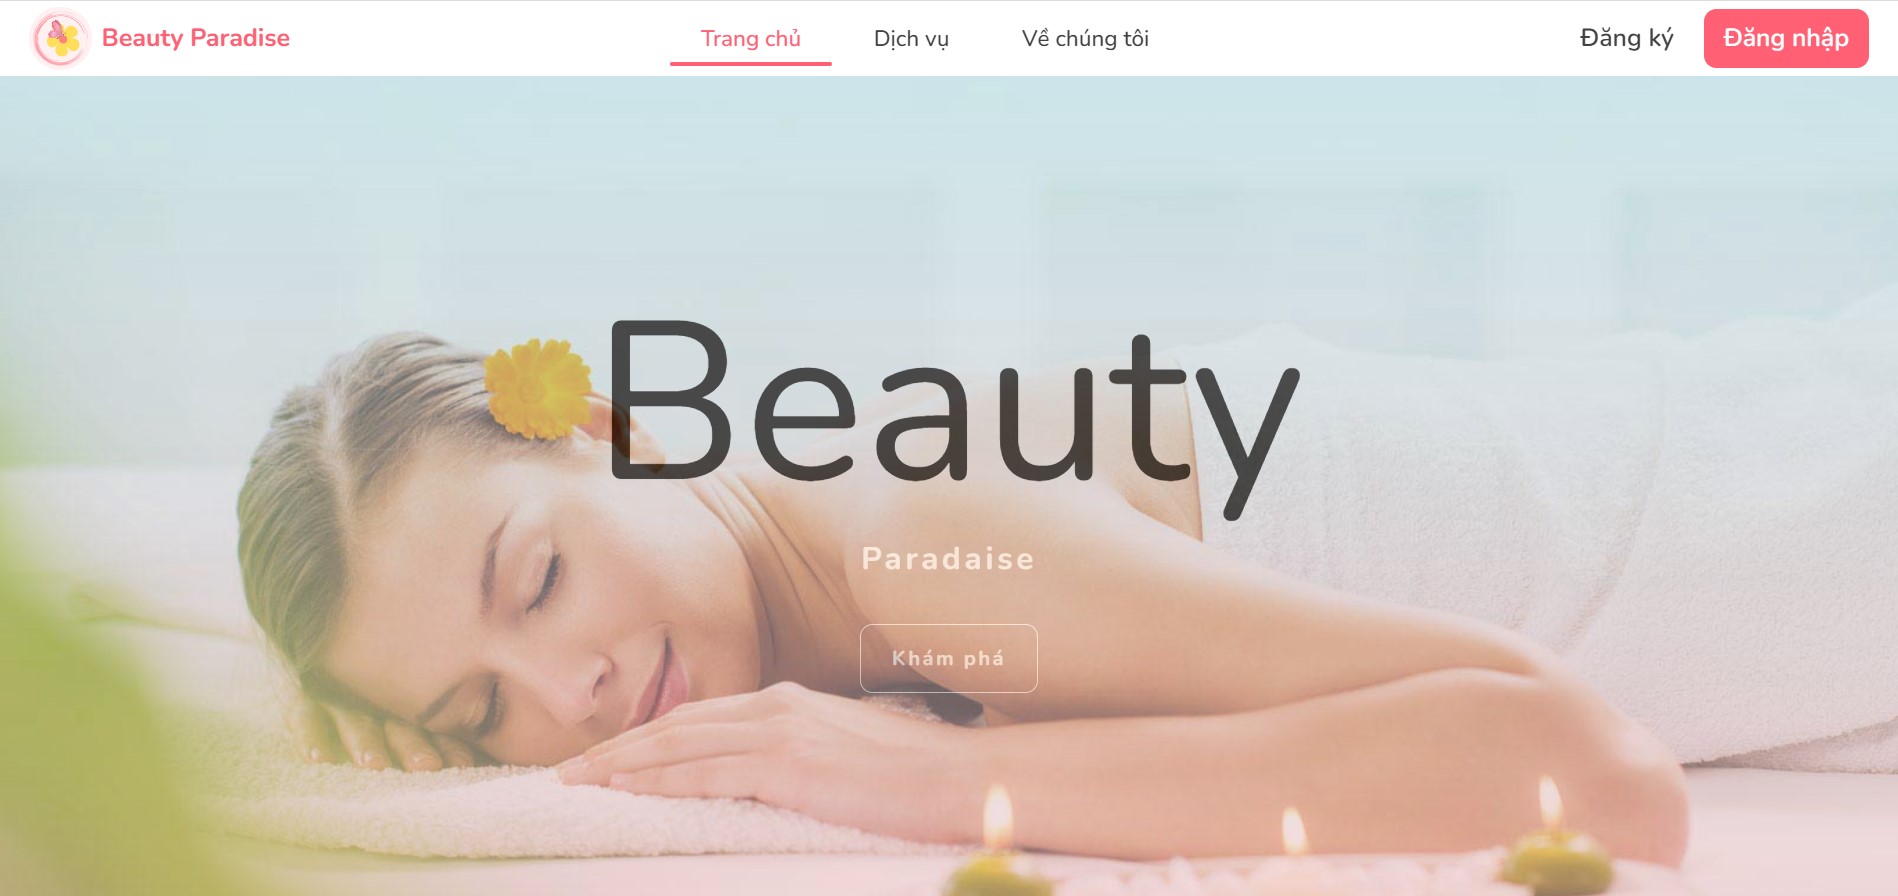 Beauty Paradise
Trang chủ
Dịch vụ
Về chúng tôi
Đăng ký
Đăng nhập
Beauty
Paradaise
Khám phá